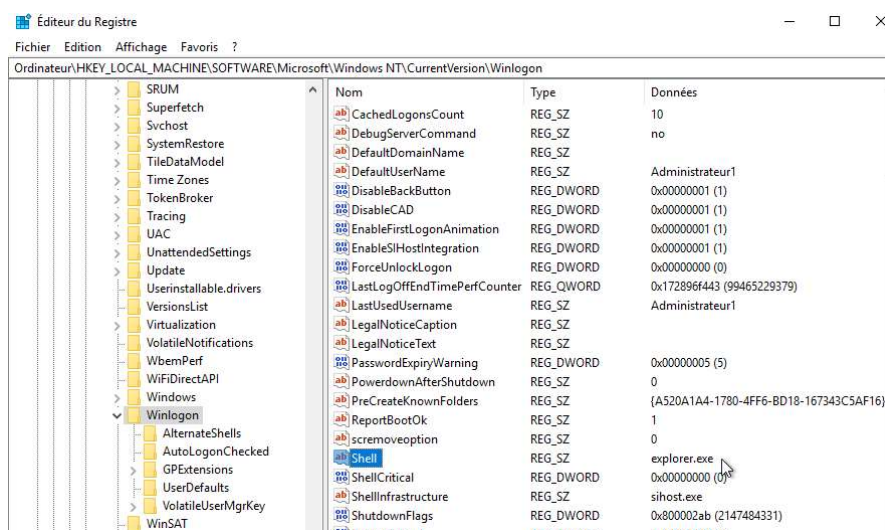 Éditeur du Registre
Fichier Edition Affichage Favoris ?
Ordinateur\HKEY_LOCAL_MACHINE\SOFTWARE\Microsoft\Windows NT\CurrentVersion\Winlogon
SRUM
Superfetch
Svchost
SystemRestore
TileDataModel
Time Zones
TokenBroker
Tracing
UAC
UnattendedSettings
Update
Userinstallable.drivers
VersionsList
Virtualization
VolatileNotifications
WbemPerf
WiFiDirectAPI
Windows
Winlogon
AlternateShells
AutoLogonChecked
GPExtensions
UserDefaults
VolatileUserMgrKey
WinSAT
Nom Type Données
CachedLogonsCount REG_SZ 10
DebugServerCommand REG_SZ no
DefaultDomainName REG_SZ
DefaultUserName REG_SZ Administrateur1
DisableBackButton REG_DWORD 0x00000001 (1)
DisableCAD REG_DWORD 0x00000001 (1)
EnableFirstLogonAnimation REG_DWORD 0x00000001 (1)
EnableSIHostIntegration REG_DWORD 0x00000001 (1)
ForceUnlockLogon REG_DWORD 0x00000000 (0)
LastLogOffEndTimePerfCounter REG_QWORD 0x172896f443 (99465229379)
LastUsedUsername REG_SZ Administrateur1
LegalNoticeCaption REG_SZ
LegalNoticeText REG_SZ
PasswordExpiryWarning REG_DWORD 0x00000005 (5)
PowerdownAfterShutdown REG_SZ 0
PreCreateKnownFolders REG_SZ {A520A1A4-1780-4FF6-BD18-167343C5AF16}
ReportBootOk REG_SZ 1
scremoveoption REG_SZ 0
Shell REG_SZ explorer.exe
ShellCritical REG_DWORD 0x00000000 (0)
ShellInfrastructure REG_SZ sihost.exe
ShutdownFlags REG_DWORD 0x800002ab (2147484331)